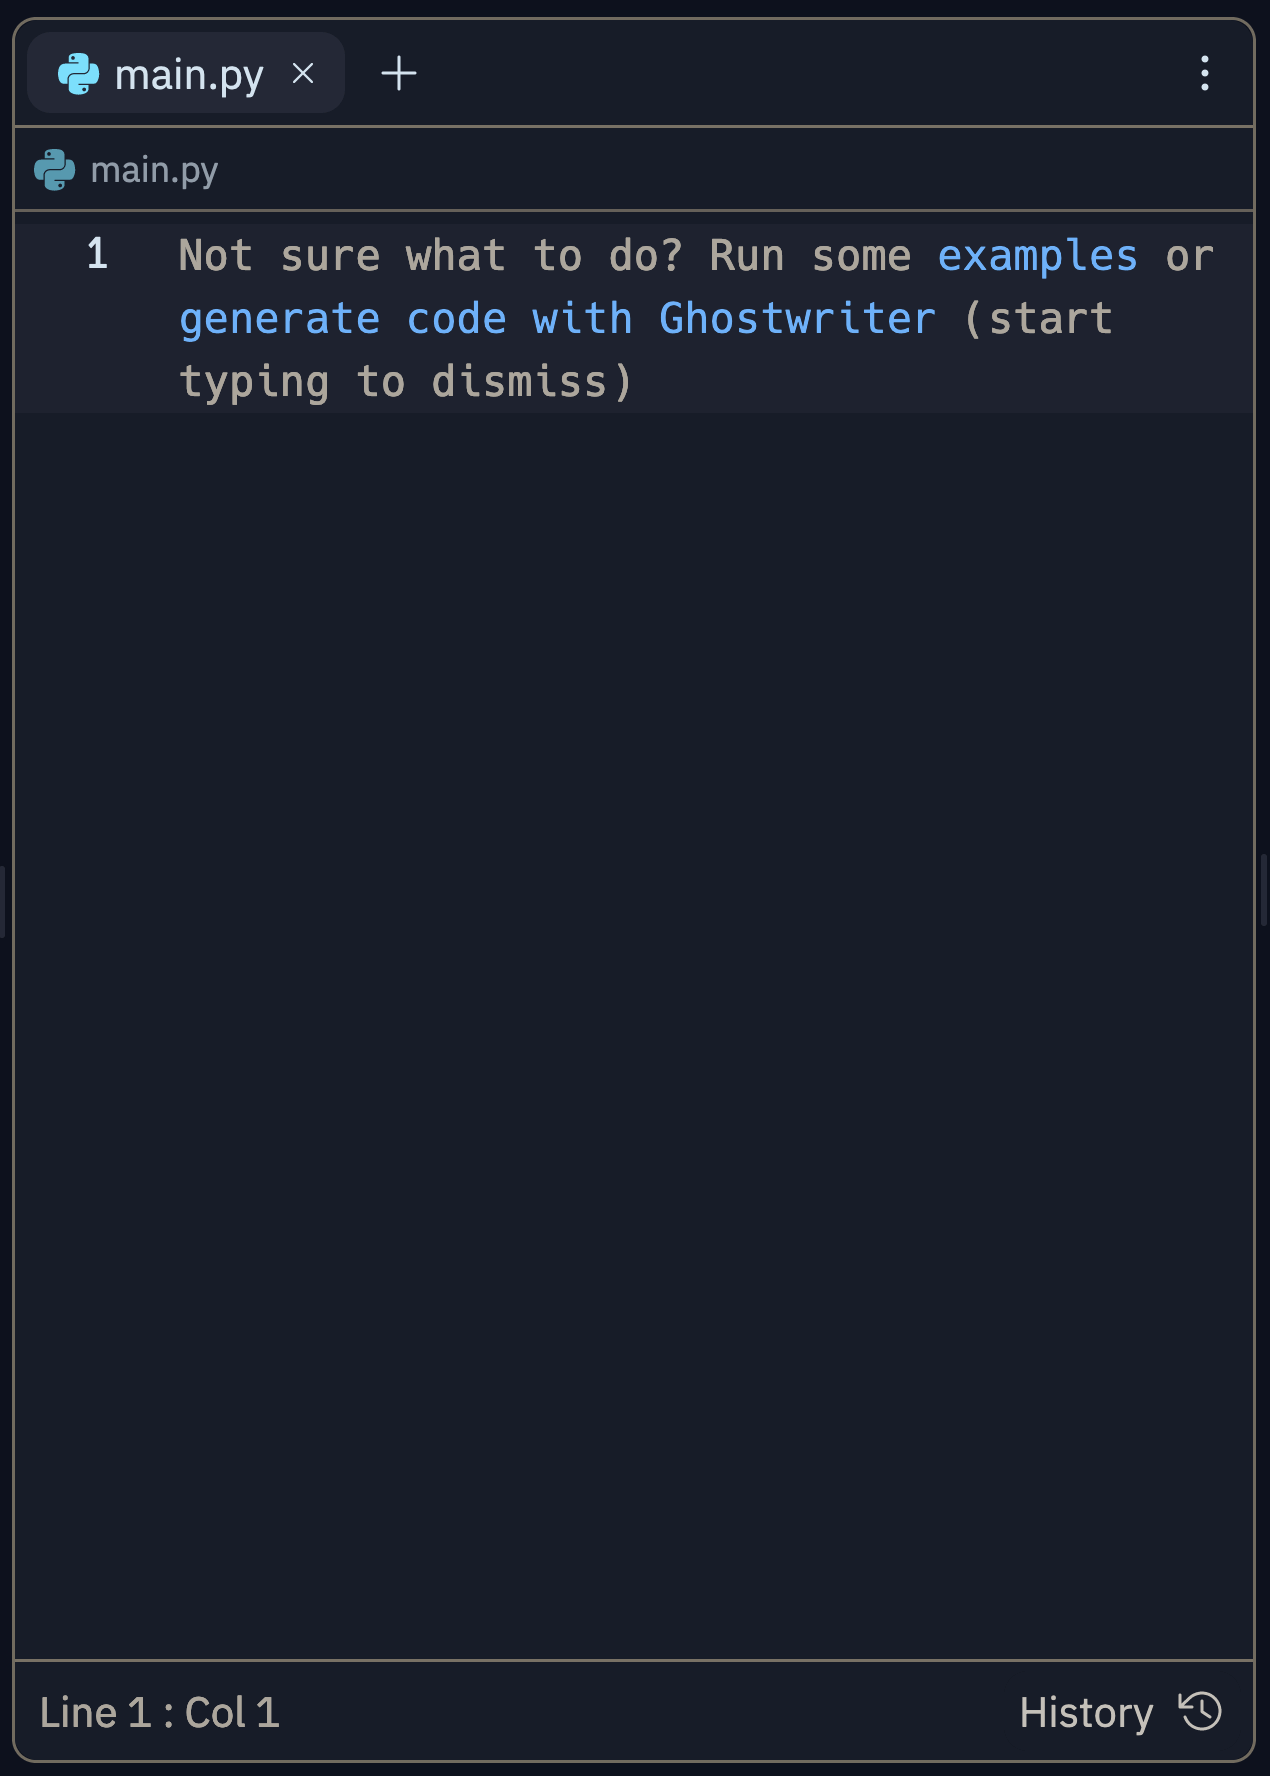 main.py
main.py
1
Not sure what to do? Run some examples or
generate code with Ghostwriter (start
typing to dismiss)
Line 1 : Col 1
History